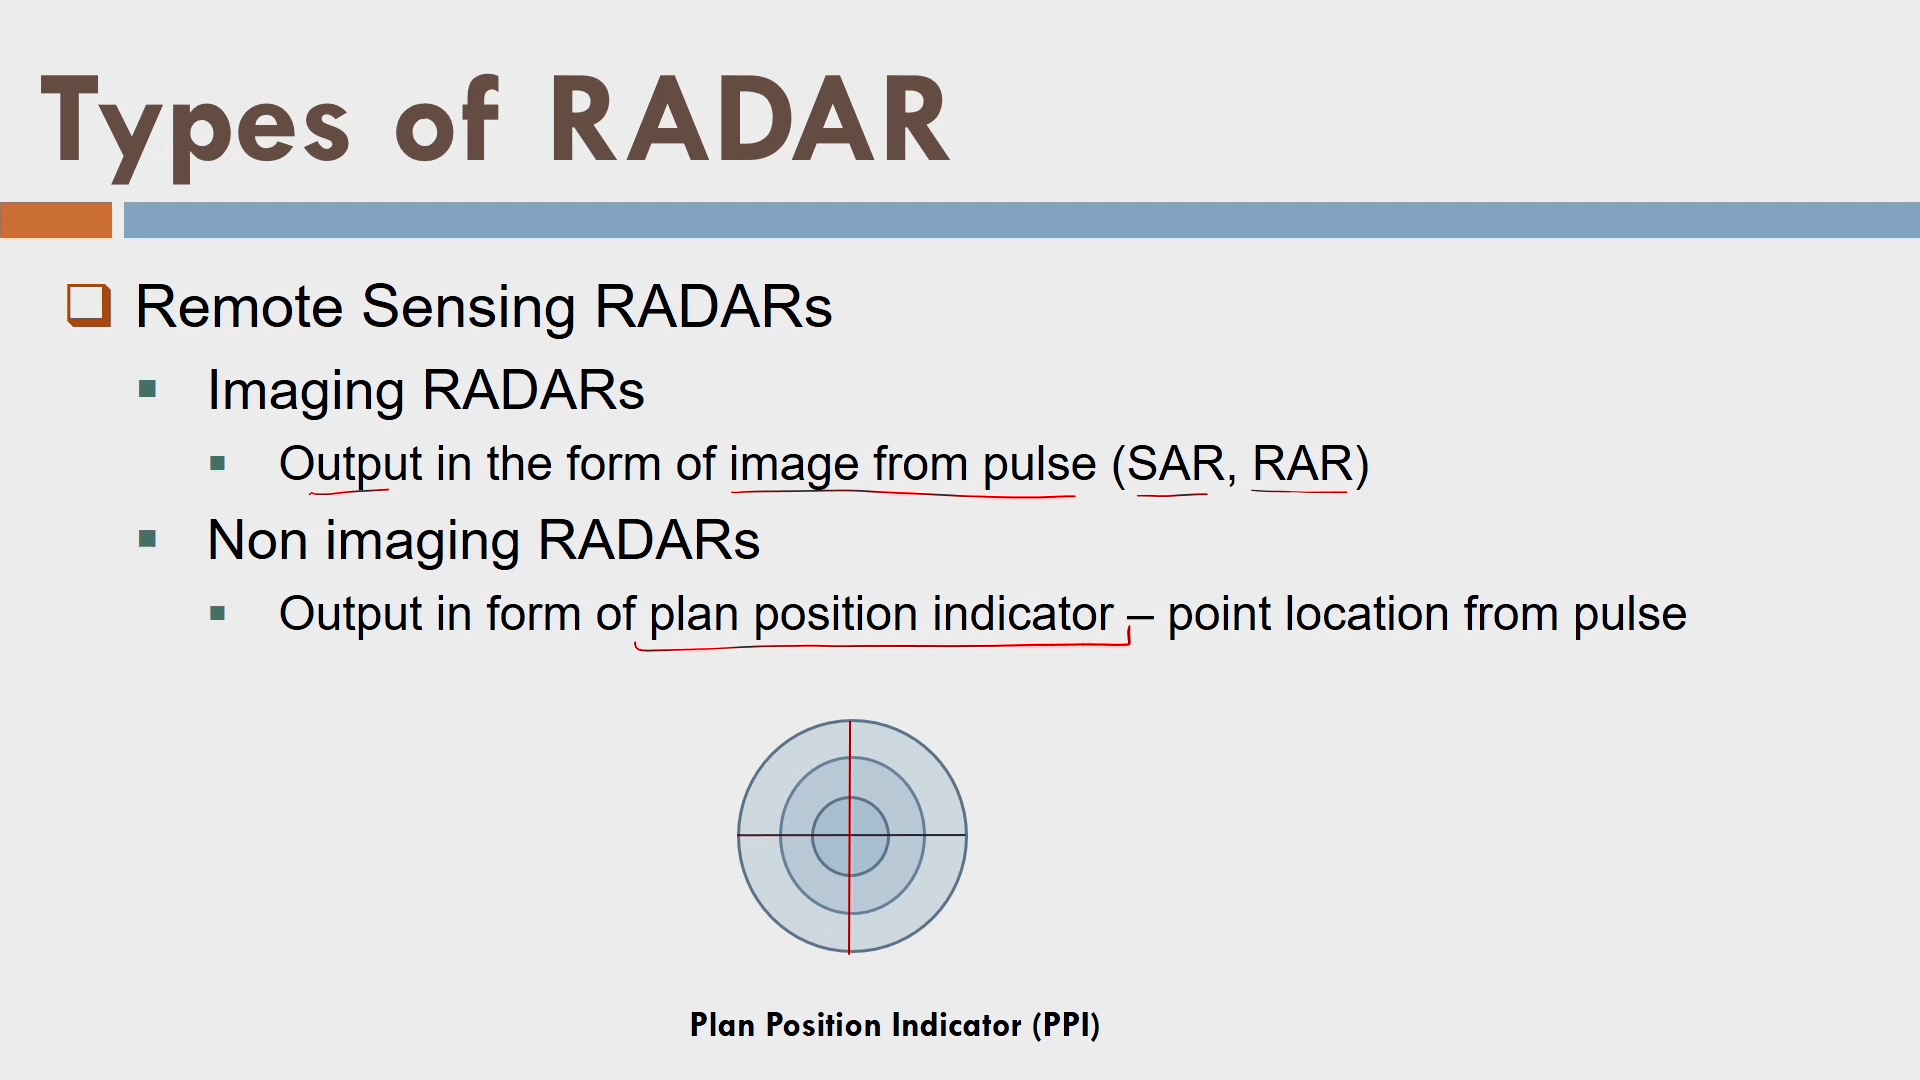 Types of RADAR
Remote Sensing RADARs
Imaging RADARs
Output in the form of image from pulse (SAR, RAR)
Non imaging RADARs
Output in form of plan position indicator – point location from pulse
Plan Position Indicator (PPI)